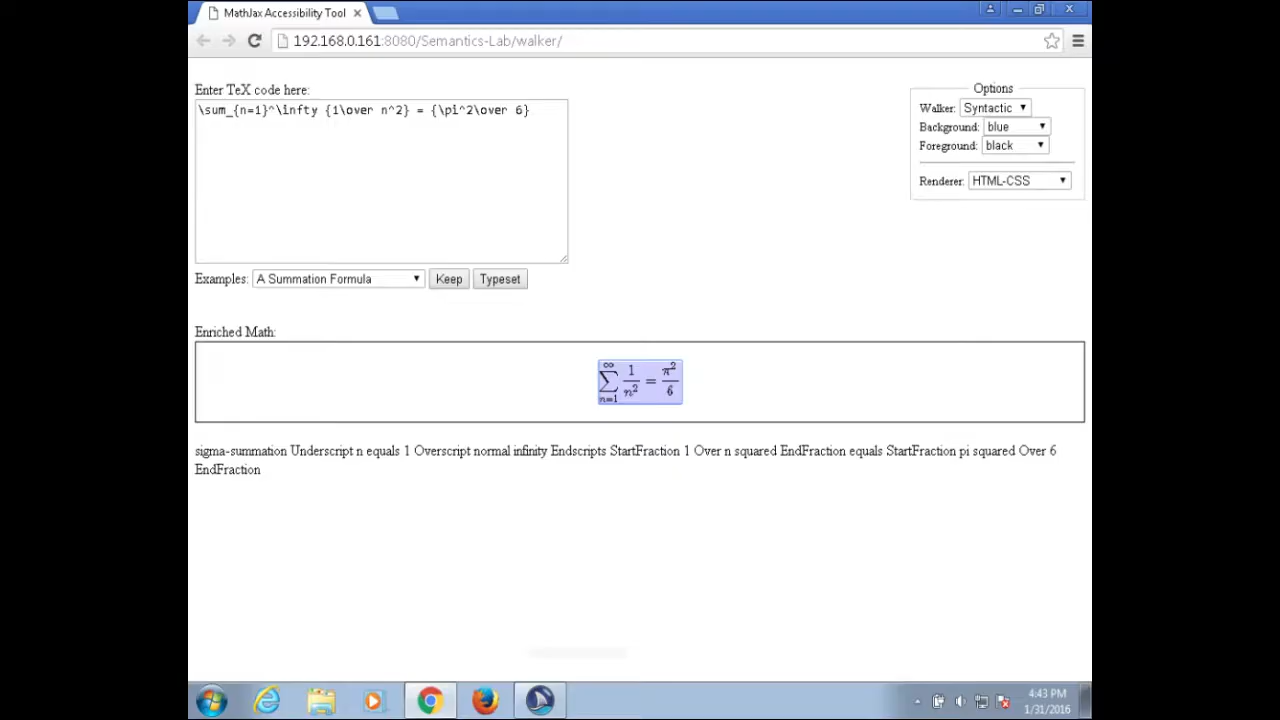 MathJax Accessibility Tool
192.168.0.161:8080/Semantics-Lab/walker/
Enter TeX code here:
\sum_{n=1}^\infty {1\over n^2} = {\pi^2\over 6}
Options
Walker: Syntactic
Background: blue
Foreground: black
Renderer: HTML-CSS
Examples: A Summation Formula Keep Typeset
Enriched Math:
∞∑n=1 1/n² = π²/6
sigma-summation Underscript n equals 1 Overscript normal infinity Endscripts StartFraction 1 Over n squared EndFraction equals StartFraction pi squared Over 6
EndFraction
4:43 PM
1/31/2016